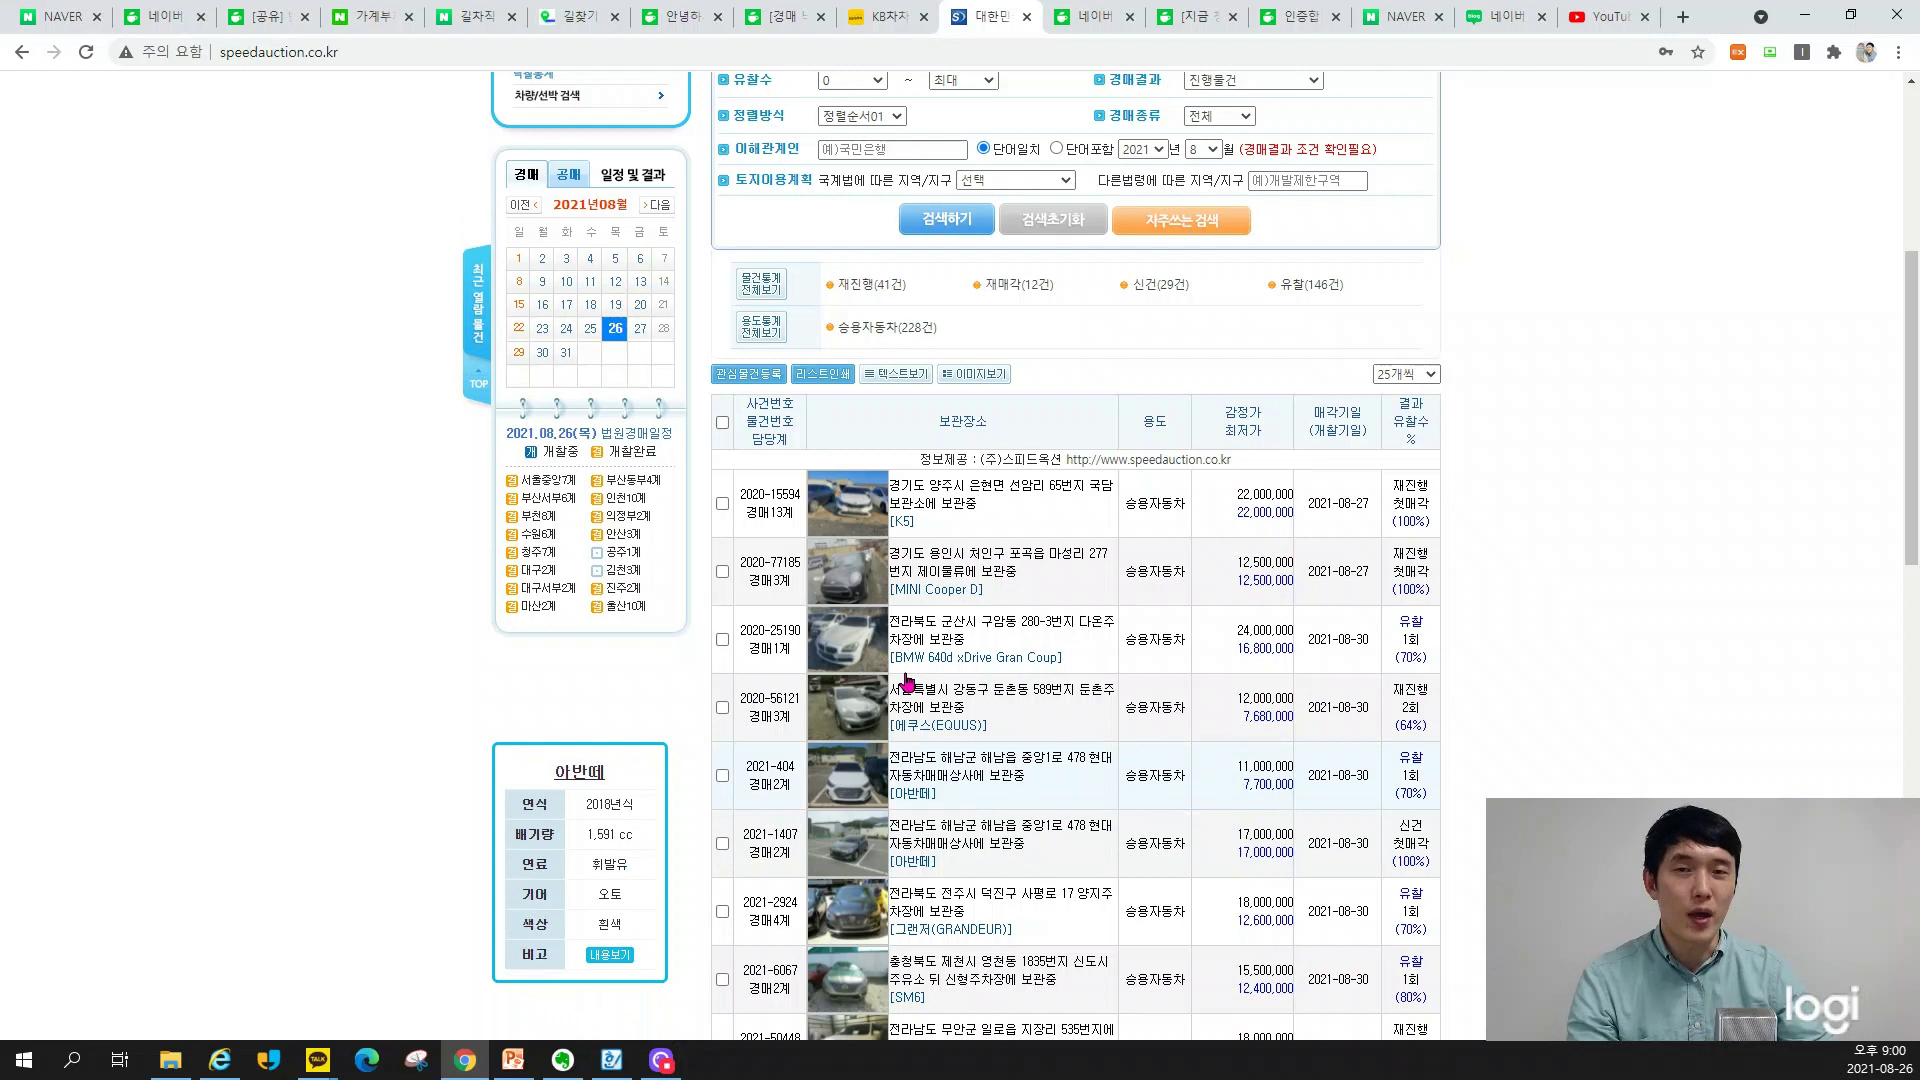 NAVER
네이버
[공유]
가계부
길차직
길찾기
안녕하
[경매
KB차차
대한민
네이버
[지금
인증합
NAVER
네이버
YouTu
주의 요함
speedauction.co.kr
차량/선박 검색
유찰수
0
~
최대
경매결과
진행물건
정렬방식
정렬순서01
경매종류
전체
이해관계인
예)국민은행
단어일치
단어포함
2021
년
8
월
(경매결과 조건 확인필요)
토지이용계획
국계법에 따른 지역/지구
선택
다른법령에 따른 지역/지구
예)개발제한구역
검색하기
검색초기화
자주쓰는 검색
경매
공매
일정 및 결과
이전 <
2021년08월
> 다음
일 월 화 수 목 금 토
1 2 3 4 5 6 7
8 9 10 11 12 13 14
15 16 17 18 19 20 21
22 23 24 25 26 27 28
29 30 31
최근 열람 물건
TOP
2021.08.26(목) 법원경매일정
개 개찰중
결 개찰완료
결 서울중앙7계
결 부산동부4계
결 부산서부6계
결 인천10계
결 부천8계
결 의정부2계
결 수원6계
결 안산3계
결 청주7계
공주1계
결 대구2계
김천3계
결 대구서부2계
결 진주2계
결 마산2계
결 울산10계
아반떼
연식 2018년식
배기량 1,591 cc
연료 휘발유
기어 오토
색상 흰색
비고 내용보기
물건통계
전체보기
재진행(41건)
재매각(12건)
신건(29건)
유찰(146건)
용도통계
전체보기
승용자동차(228건)
관심물건등록
리스트인쇄
텍스트보기
이미지보기
25개씩
사건번호
물건번호
담당계
보관장소
용도
감정가
최저가
매각기일
(개찰기일)
결과
유찰수
%
정보제공 : (주)스피드옥션 http://www.speedauction.co.kr
2020-15594
경매13계
경기도 양주시 은현면 선암리 65번지 국담
보관소에 보관중
[K5]
승용자동차
22,000,000
22,000,000
2021-08-27
재진행
첫매각
(100%)
2020-77185
경매3계
경기도 용인시 처인구 포곡읍 마성리 277
번지 제이물류에 보관중
[MINI Cooper D]
승용자동차
12,500,000
12,500,000
2021-08-27
재진행
첫매각
(100%)
2020-25190
경매1계
전라북도 군산시 구암동 280-3번지 다온주
차장에 보관중
[BMW 640d xDrive Gran Coup]
승용자동차
24,000,000
16,800,000
2021-08-30
유찰
1회
(70%)
2020-56121
경매3계
서울특별시 강동구 둔촌동 589번지 둔촌주
차장에 보관중
[에쿠스(EQUUS)]
승용자동차
12,000,000
7,680,000
2021-08-30
재진행
2회
(64%)
2021-404
경매2계
전라남도 해남군 해남읍 중앙1로 478 현대
자동차매매상사에 보관중
[아반떼]
승용자동차
11,000,000
7,700,000
2021-08-30
유찰
1회
(70%)
2021-1407
경매2계
전라남도 해남군 해남읍 중앙1로 478 현대
자동차매매상사에 보관중
[아반떼]
승용자동차
17,000,000
17,000,000
2021-08-30
신건
첫매각
(100%)
2021-2924
경매4계
전라북도 전주시 덕진구 사평로 17 양지주
차장에 보관중
[그랜저(GRANDEUR)]
승용자동차
18,000,000
12,600,000
2021-08-30
유찰
1회
(70%)
2021-6067
경매2계
충청북도 제천시 영천동 1835번지 신도시
주유소 뒤 신형주차장에 보관중
[SM6]
승용자동차
15,500,000
12,400,000
2021-08-30
유찰
1회
(80%)
2021-50448
전라남도 무안군 일로읍 지장리 535번지에
18,000,000
재진행
logi
오후 9:00
2021-08-26